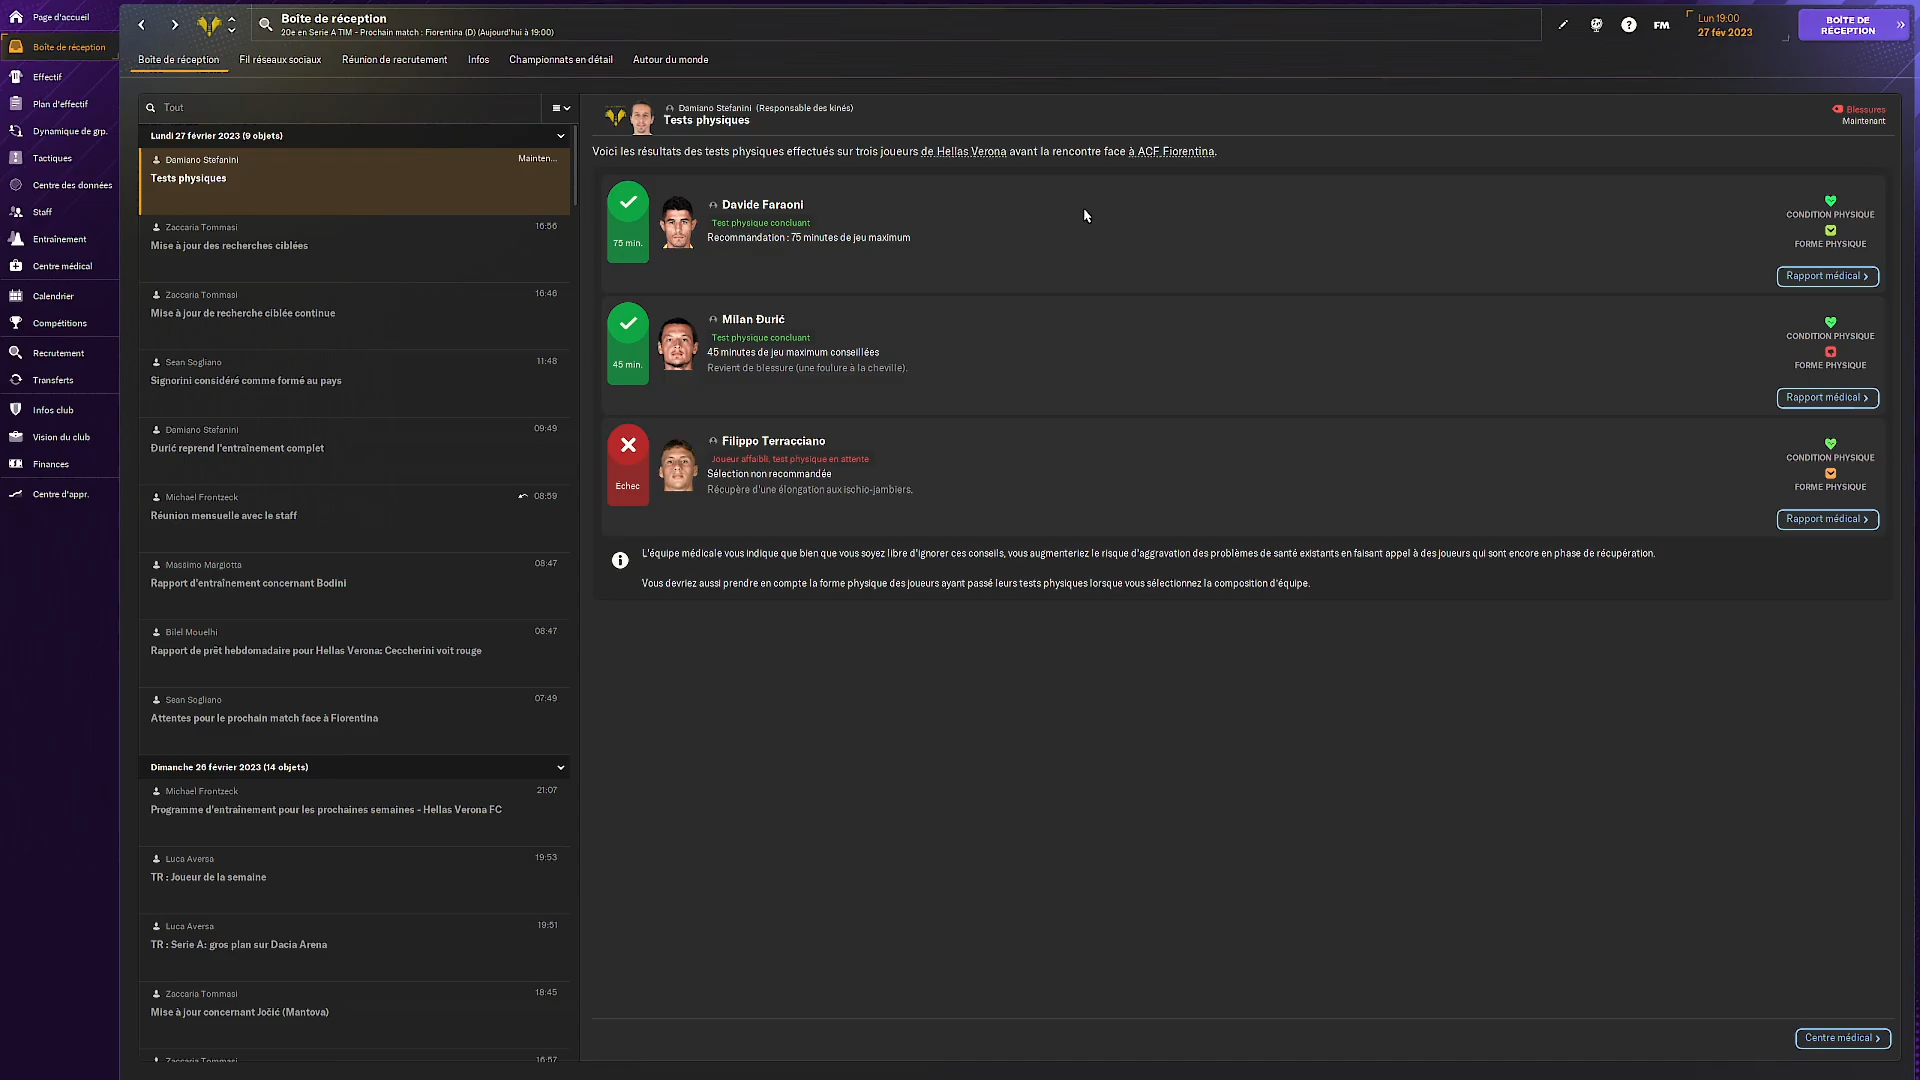 Page d'accueil
Boîte de réception
Effectif
Plan d'effectif
Dynamique de grp.
Tactiques
Centre des données
Staff
Entraînement
Centre médical
Calendrier
Compétitions
Recrutement
Transferts
Infos club
Vision du club
Finances
Centre d'appr.
Boîte de réception
20e en Serie A TIM - Prochain match : Fiorentina (D) (Aujourd'hui à 19:00)
FM
Lun 19:00
27 fév 2023
BOÎTE DE
RÉCEPTION
Boîte de réception
Fil réseaux sociaux
Réunion de recrutement
Infos
Championnats en détail
Autour du monde
Tout
Lundi 27 février 2023 (9 objets)
Damiano Stefanini Mainten...
Tests physiques
Zaccaria Tommasi 16:56
Mise à jour des recherches ciblées
Zaccaria Tommasi 16:46
Mise à jour de recherche ciblée continue
Sean Sogliano 11:48
Signorini considéré comme formé au pays
Damiano Stefanini 09:49
Đurić reprend l'entraînement complet
Michael Frontzeck 08:59
Réunion mensuelle avec le staff
Massimo Margiotta 08:47
Rapport d'entraînement concernant Bodini
Bilel Mouelhi 08:47
Rapport de prêt hebdomadaire pour Hellas Verona: Ceccherini voit rouge
Sean Sogliano 07:49
Attentes pour le prochain match face à Fiorentina
Dimanche 26 février 2023 (14 objets)
Michael Frontzeck 21:07
Programme d'entraînement pour les prochaines semaines - Hellas Verona FC
Luca Aversa 19:53
TR : Joueur de la semaine
Luca Aversa 19:51
TR : Serie A: gros plan sur Dacia Arena
Zaccaria Tommasi 18:45
Mise à jour concernant Jočić (Mantova)
Zaccaria Tommasi 16:57
Damiano Stefanini (Responsable des kinés)
Tests physiques
Blessures
Maintenant
Voici les résultats des tests physiques effectués sur trois joueurs de Hellas Verona avant la rencontre face à ACF Fiorentina.
75 min.
Davide Faraoni
Test physique concluant
Recommandation : 75 minutes de jeu maximum
CONDITION PHYSIQUE
FORME PHYSIQUE
Rapport médical
45 min.
Milan Đurić
Test physique concluant
45 minutes de jeu maximum conseillées
Revient de blessure (une foulure à la cheville).
CONDITION PHYSIQUE
FORME PHYSIQUE
Rapport médical
Échec
Filippo Terracciano
Joueur affaibli, test physique en attente
Sélection non recommandée
Récupère d'une élongation aux ischio-jambiers.
CONDITION PHYSIQUE
FORME PHYSIQUE
Rapport médical
L'équipe médicale vous indique que bien que vous soyez libre d'ignorer ces conseils, vous augmenteriez le risque d'aggravation des problèmes de santé existants en faisant appel à des joueurs qui sont encore en phase de récupération.
Vous devriez aussi prendre en compte la forme physique des joueurs ayant passé leurs tests physiques lorsque vous sélectionnez la composition d'équipe.
Centre médical